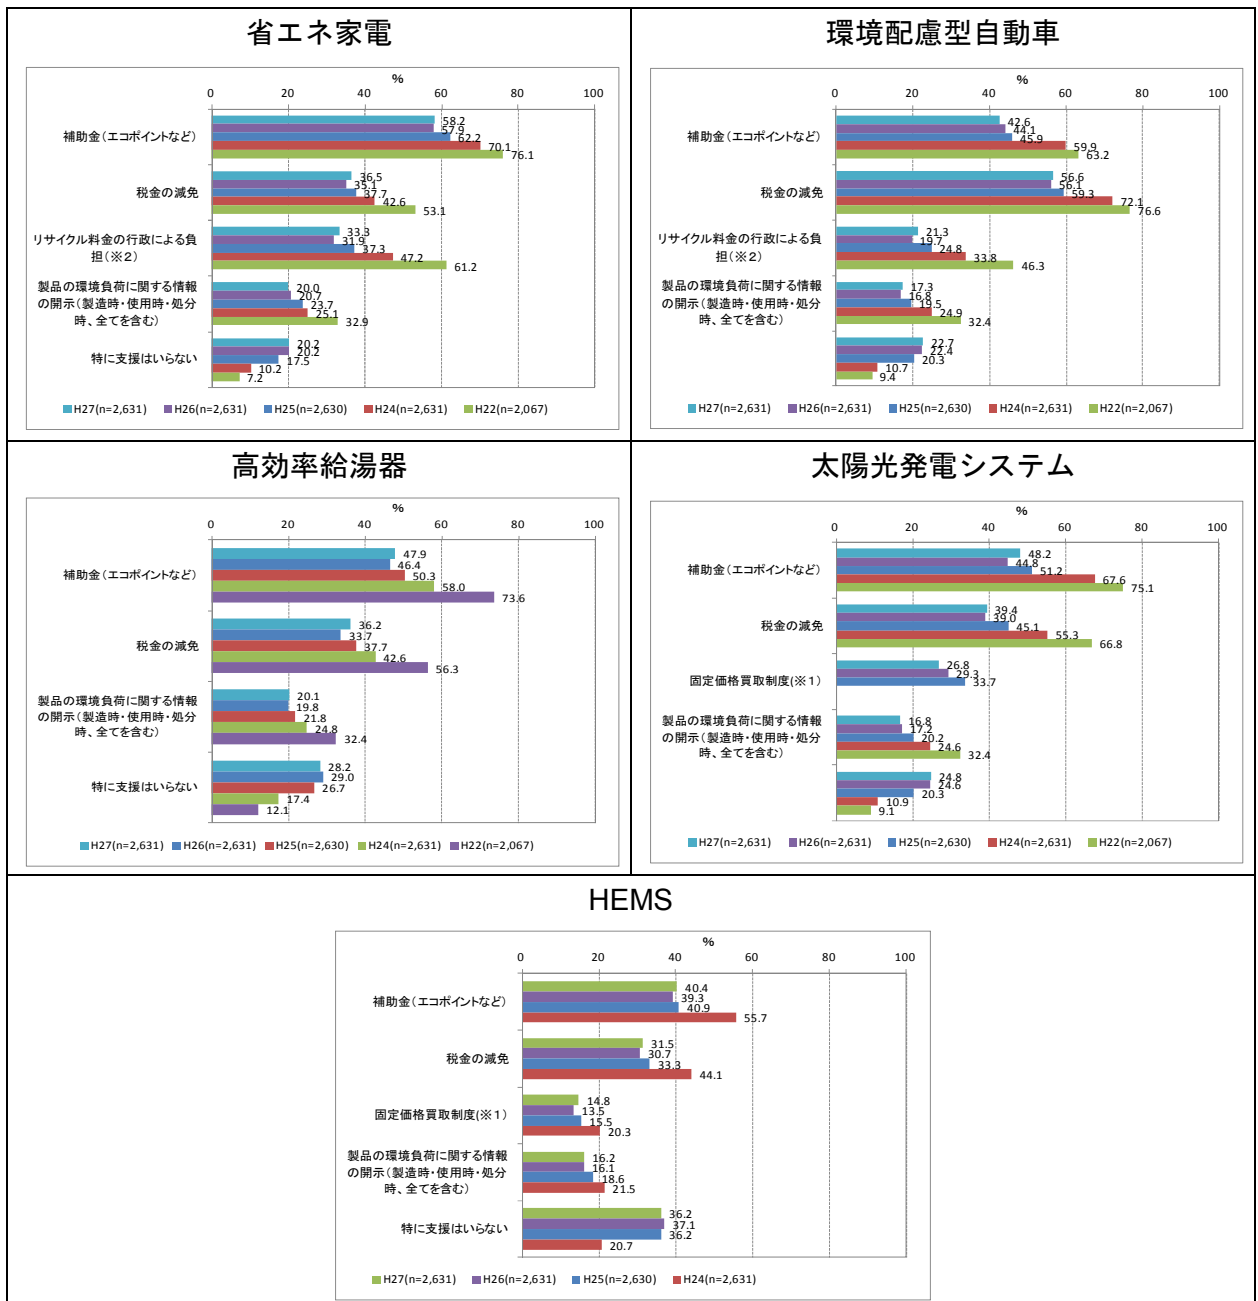 省エネ家電
%
0 20 40 60 80 100
補助金（エコポイントなど）
58.2
57.9
62.2
70.1
76.1
税金の減免
36.5
35.1
37.7
42.6
53.1
リサイクル料金の行政による負
担（※2）
33.3
31.9
37.3
47.2
61.2
製品の環境負荷に関する情報
の開示（製造時・使用時・処分
時、全てを含む）
20.0
20.7
23.7
25.1
32.9
特に支援はいらない
20.2
20.2
17.5
10.2
7.2
H27(n=2,631) H26(n=2,631) H25(n=2,630) H24(n=2,631) H22(n=2,067)
環境配慮型自動車
%
0 20 40 60 80 100
補助金（エコポイントなど）
42.6
44.1
45.9
59.9
63.2
税金の減免
56.6
56.1
59.3
72.1
76.6
リサイクル料金の行政による負
担（※2）
21.3
19.7
24.8
33.8
46.3
製品の環境負荷に関する情報
の開示（製造時・使用時・処分
時、全てを含む）
17.3
16.8
19.5
24.9
32.4
22.7
22.4
20.3
10.7
9.4
H27(n=2,631) H26(n=2,631) H25(n=2,630) H24(n=2,631) H22(n=2,067)
高効率給湯器
%
0 20 40 60 80 100
補助金（エコポイントなど）
47.9
46.4
50.3
58.0
73.6
税金の減免
36.2
33.7
37.7
42.6
56.3
製品の環境負荷に関する情報
の開示（製造時・使用時・処分
時、全てを含む）
20.1
19.8
21.8
24.8
32.4
特に支援はいらない
28.2
29.0
26.7
17.4
12.1
H27(n=2,631) H26(n=2,631) H25(n=2,630) H24(n=2,631) H22(n=2,067)
太陽光発電システム
%
0 20 40 60 80 100
補助金（エコポイントなど）
48.2
44.8
51.2
67.6
75.1
税金の減免
39.4
39.0
45.1
55.3
66.8
固定価格買取制度(※1)
26.8
29.3
33.7
製品の環境負荷に関する情報
の開示（製造時・使用時・処分
時、全てを含む）
16.8
17.2
20.2
24.6
32.4
24.8
24.6
20.3
10.9
9.1
H27(n=2,631) H26(n=2,631) H25(n=2,630) H24(n=2,631) H22(n=2,067)
HEMS
%
0 20 40 60 80 100
補助金（エコポイントなど）
40.4
39.3
40.9
55.7
税金の減免
31.5
30.7
33.3
44.1
固定価格買取制度(※1)
14.8
13.5
15.5
20.3
製品の環境負荷に関する情報
の開示（製造時・使用時・処分
時、全てを含む）
16.2
16.1
18.6
21.5
特に支援はいらない
36.2
37.1
36.2
20.7
H27(n=2,631) H26(n=2,631) H25(n=2,630) H24(n=2,631)